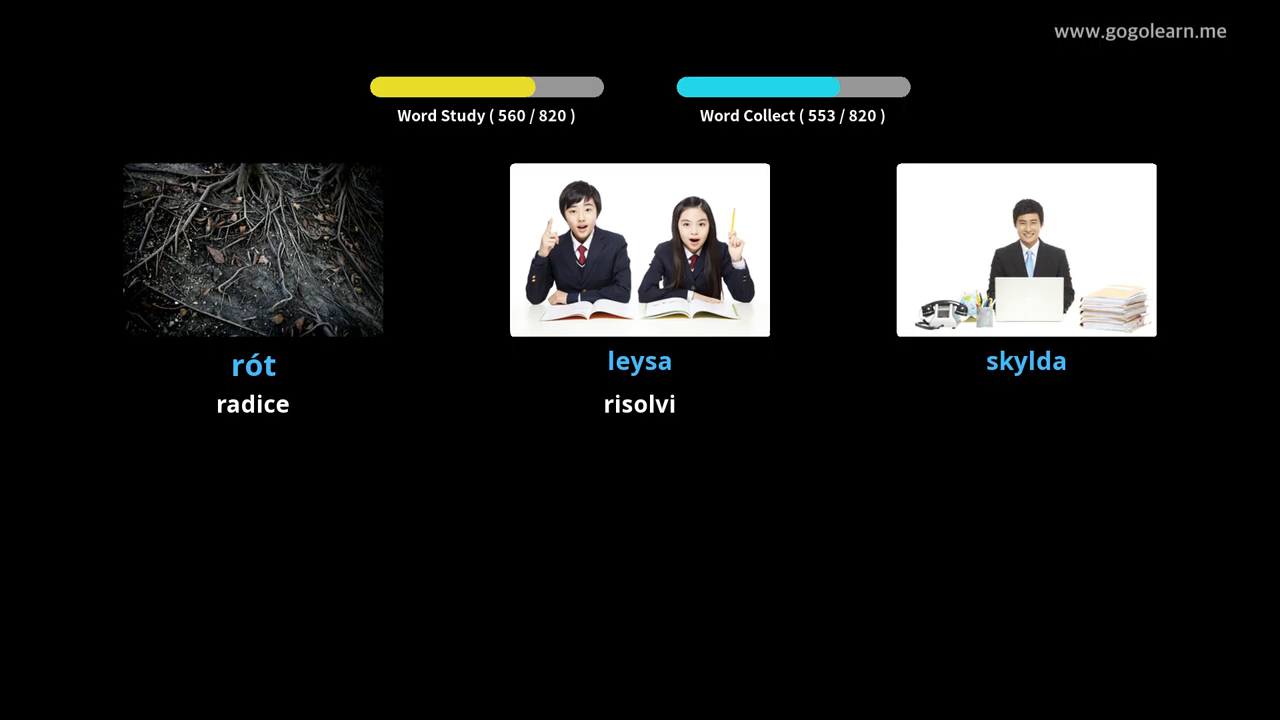 www.gogolearn.me
Word Study ( 560 / 820 )
Word Collect ( 553 / 820 )
rót
radice
leysa
risolvi
skylda